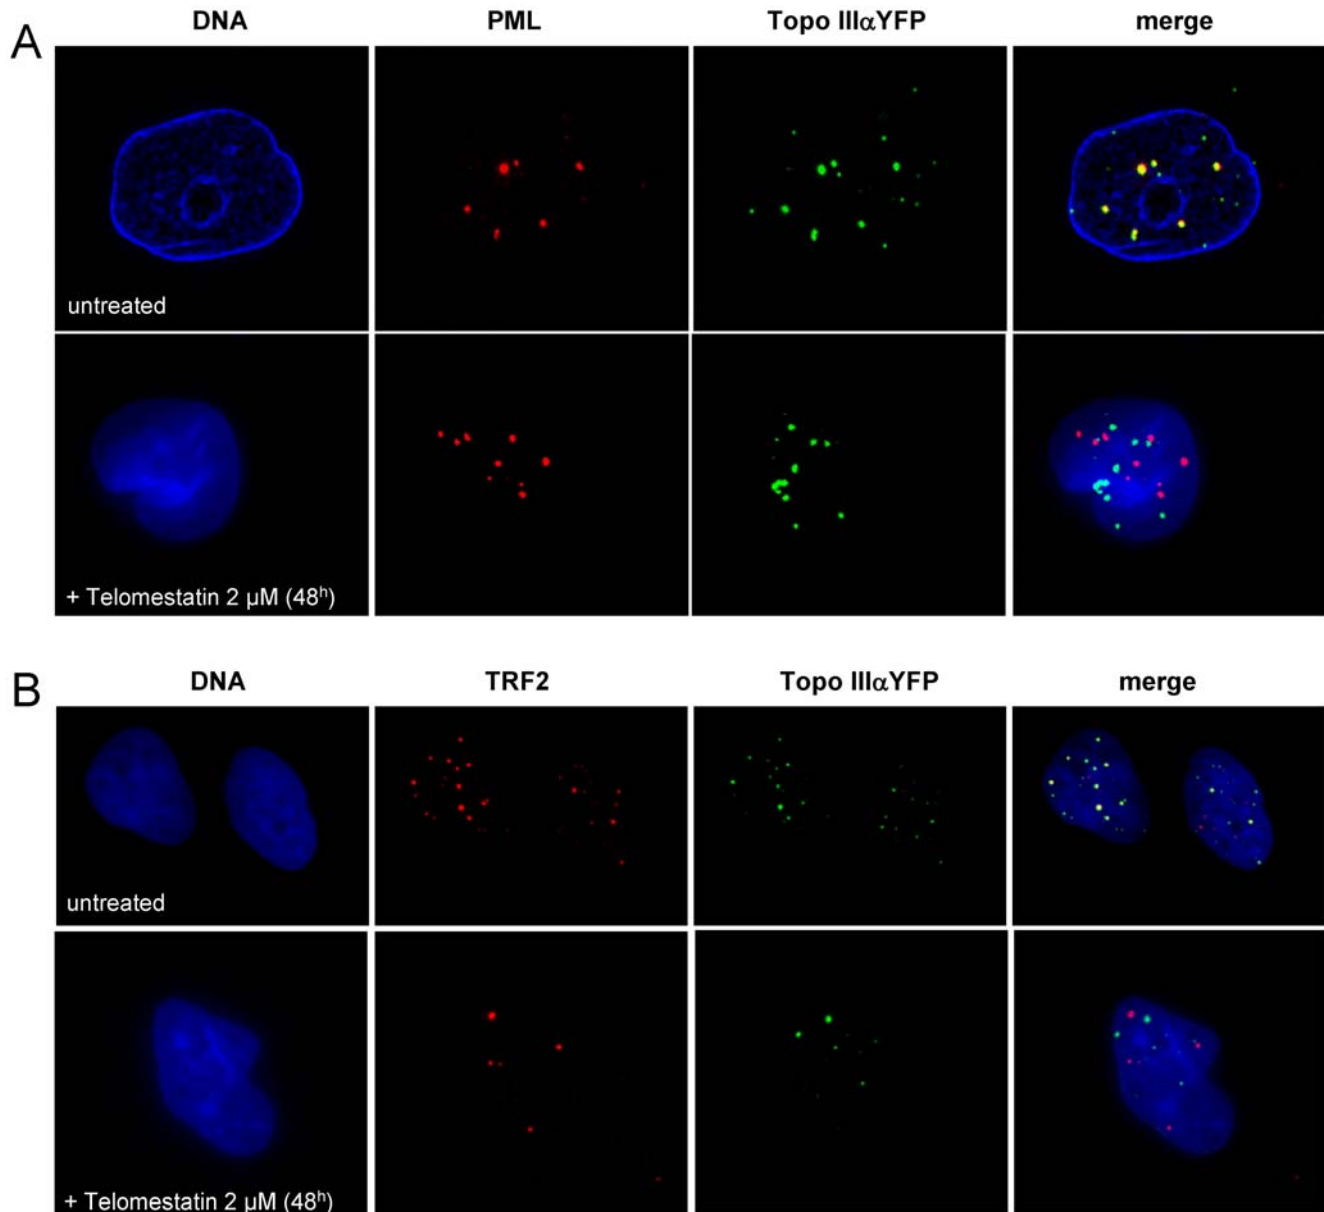 A
DNA PML Topo IIIαYFP merge
untreated
+ Telomestatin 2 µM (48ʰ)
B
DNA TRF2 Topo IIIαYFP merge
untreated
+ Telomestatin 2 µM (48ʰ)